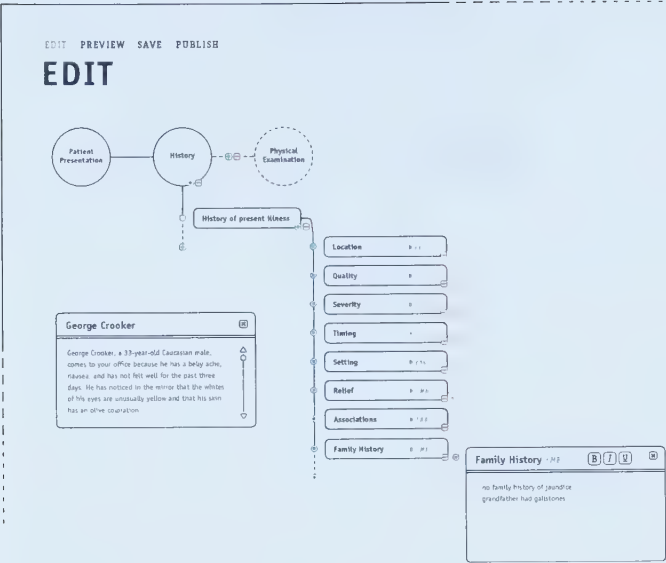 EDIT PREVIEW SAVE PUBLISH
EDIT
Patient
Presentation
History
Physical
Examination
History of present illness
Location
Quality
Severity
Timing
Setting
Relief
Associations
Family History
George Crooker
George Crooker, a 33-year-old Caucasian male,
comes to your office because he has a belay ache,
nausea, and has not felt well for the past three
days. He has noticed in the mirror that the whites
of his eyes are unusually yellow and that his skin
has an olive
Family History
B I U
no family history of jaundice
grandfather had gallstones